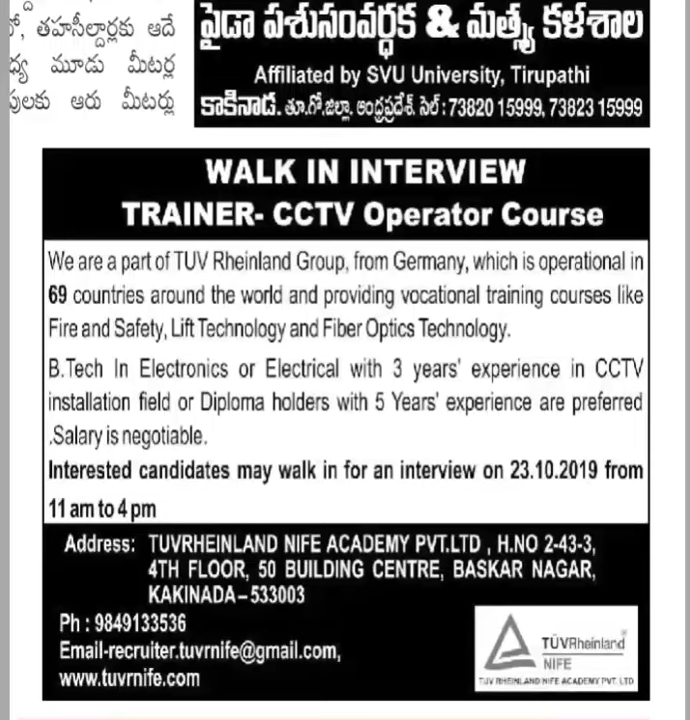 తహసీల్దార్లకు ఆదే
మూడు మీటర్ల
పులకు ఆరు మీటర్లు
పైడా పశుసంవర్ధక & మత్స్య కళశాల
Affiliated by SVU University, Tirupathi
కాకినాడ. తూ.గో.జిల్లా. ఆంధ్రప్రదేశ్. సెల్ : 73820 15999, 73823 15999
WALK IN INTERVIEW
TRAINER- CCTV Operator Course
We are a part of TUV Rheinland Group, from Germany, which is operational in
69 countries around the world and providing vocational training courses like
Fire and Safety, Lift Technology and Fiber Optics Technology.
B.Tech In Electronics or Electrical with 3 years' experience in CCTV
installation field or Diploma holders with 5 Years' experience are preferred
.Salary is negotiable.
Interested candidates may walk in for an interview on 23.10.2019 from
11 am to 4 pm
Address: TUVRHEINLAND NIFE ACADEMY PVT.LTD , H.NO 2-43-3,
4TH FLOOR, 50 BUILDING CENTRE, BASKAR NAGAR,
KAKINADA – 533003
Ph : 9849133536
Email-recruiter.tuvrnife@gmail.com,
www.tuvrnife.com
TÜVRheinland®
NIFE
TUV RHEINLAND NIFE ACADEMY PVT. LTD